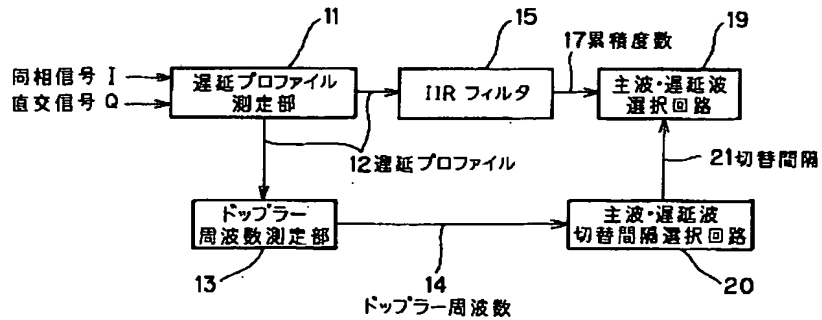 11
15
17累積度数
19
同相信号 I
直交信号 Q
遅延プロファイル
測定部
IIR フィルタ
主波・遅延波
選択回路
12遅延プロファイル
21切替間隔
ドップラー
周波数測定部
主波・遅延波
切替間隔選択回路
13
14
ドップラー周波数
20